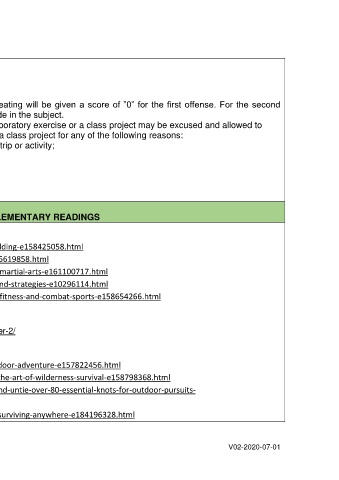 eating will be given a score of "0" for the first offense. For the second
de in the subject.
boratory exercise or a class project may be excused and allowed to
a class project for any of the following reasons:
trip or activity;
LEMENTARY READINGS
lding-e158425058.html
5619858.html
martial-arts-e161100717.html
nd-strategies-e10296114.html
fitness-and-combat-sports-e158654266.html
er-2/
door-adventure-e157822456.html
the-art-of-wilderness-survival-e158798368.html
nd-untie-over-80-essential-knots-for-outdoor-pursuits-
surviving-anywhere-e184196328.html
V02-2020-07-01